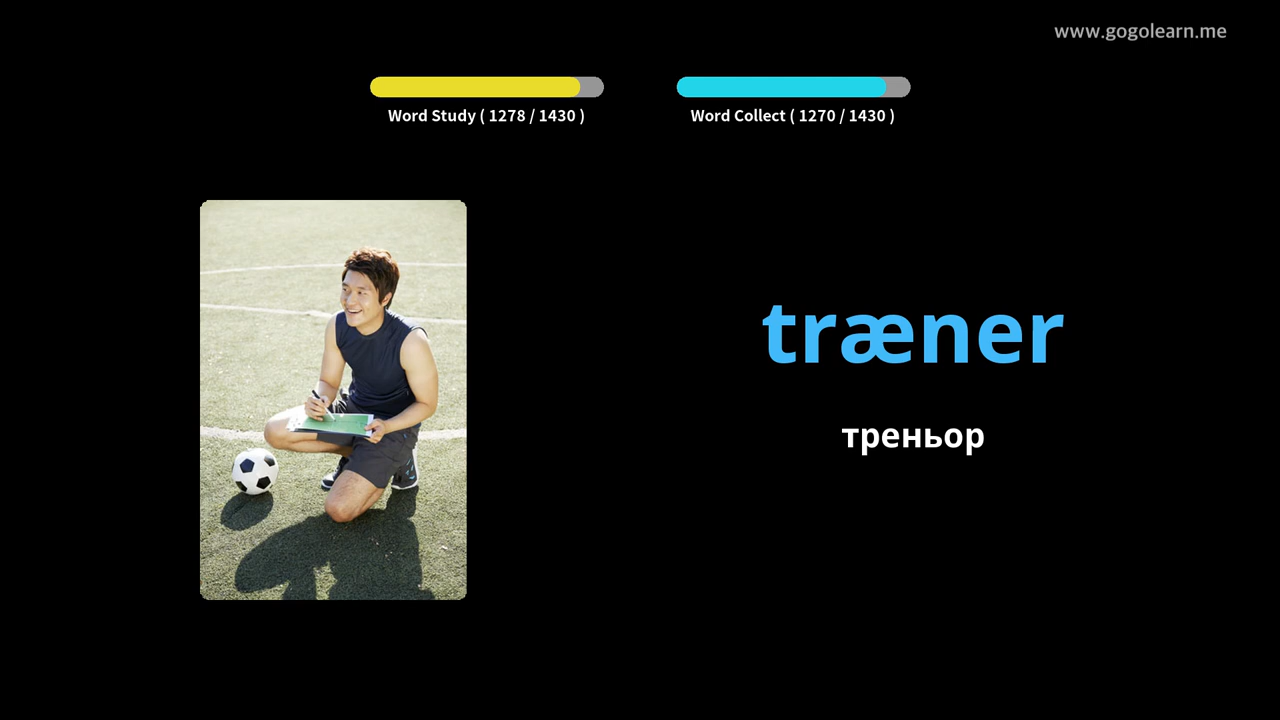 www.gogolearn.me
Word Study ( 1278 / 1430 )
Word Collect ( 1270 / 1430 )
træner
треньор